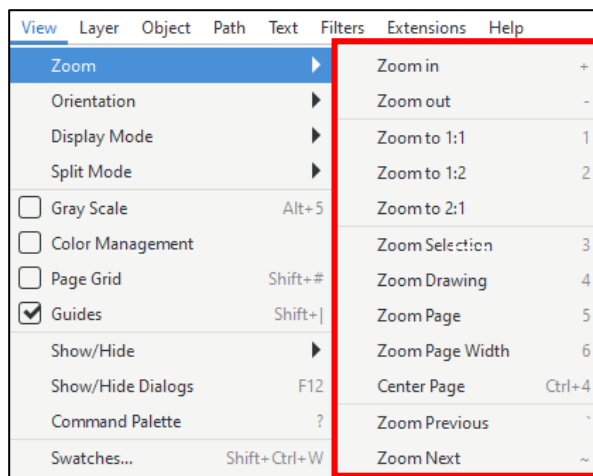 View Layer Object Path Text Filters Extensions Help
Zoom
Orientation
Display Mode
Split Mode
Gray Scale Alt+5
Color Management
Page Grid Shift+#
Guides Shift+|
Show/Hide
Show/Hide Dialogs F12
Command Palette ?
Swatches... Shift+Ctrl+W
Zoom in +
Zoom out -
Zoom to 1:1 1
Zoom to 1:2 2
Zoom to 2:1
Zoom Selection 3
Zoom Drawing 4
Zoom Page 5
Zoom Page Width 6
Center Page Ctrl+4
Zoom Previous `
Zoom Next ~